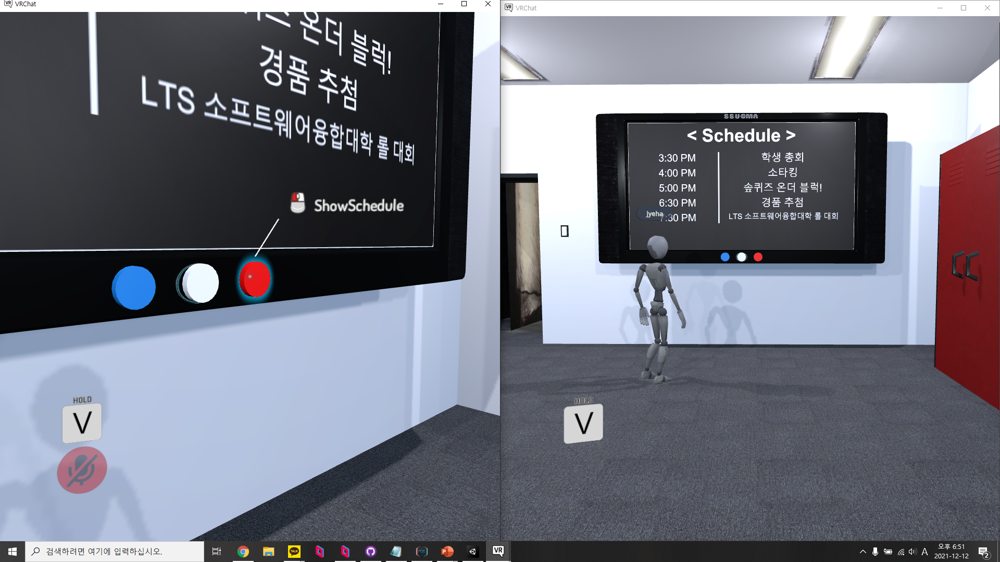 VRChat
퀴즈 온더 블럭!
경품 추첨
LTS 소프트웨어융합대학 롤 대회
ShowSchedule
HOLD
V
VRChat
SSUGMA
< Schedule >
3:30 PM 학생 총회
4:00 PM 소타킹
5:00 PM 숲퀴즈 온더 블럭!
6:30 PM 경품 추첨
7:30 PM LTS 소프트웨어융합대학 롤 대회
jyeha
HOLD
V
검색하려면 여기에 입력하십시오.
TALK
P
VR
A
오후 6:51
2021-12-12
2